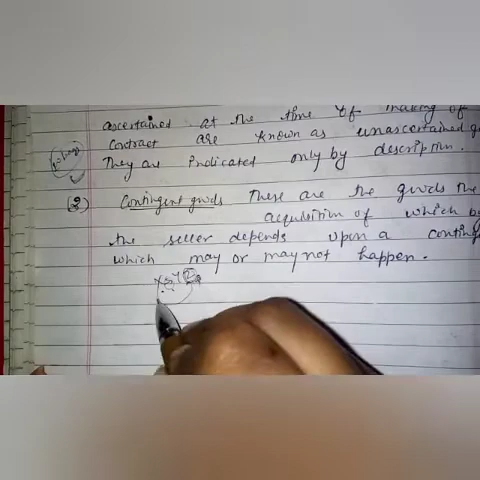 ascertained at the time of making of
contract are known as unascertained g
They are indicated only by description.
(2) Contingent goods These are the goods the
acquisition of which by
the seller depends upon a conting
which may or may not happen.